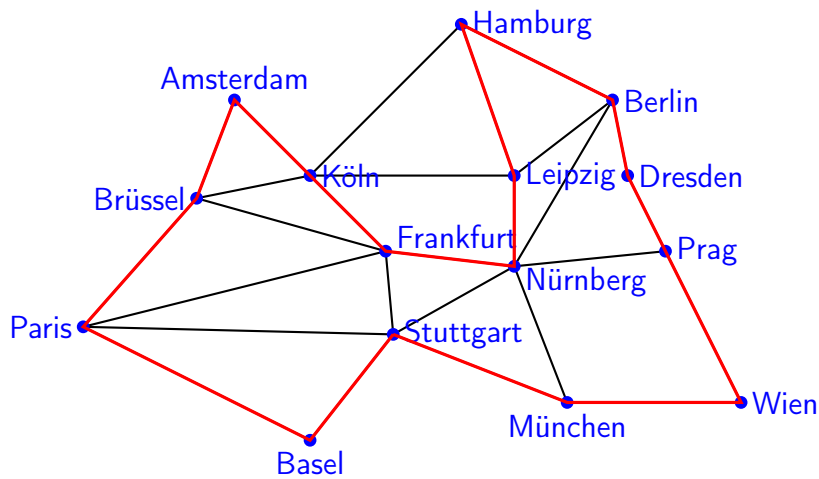 Hamburg
Amsterdam
Berlin
Köln
Leipzig
Dresden
Brüssel
Frankfurt
Prag
Nürnberg
Paris
Stuttgart
Wien
München
Basel